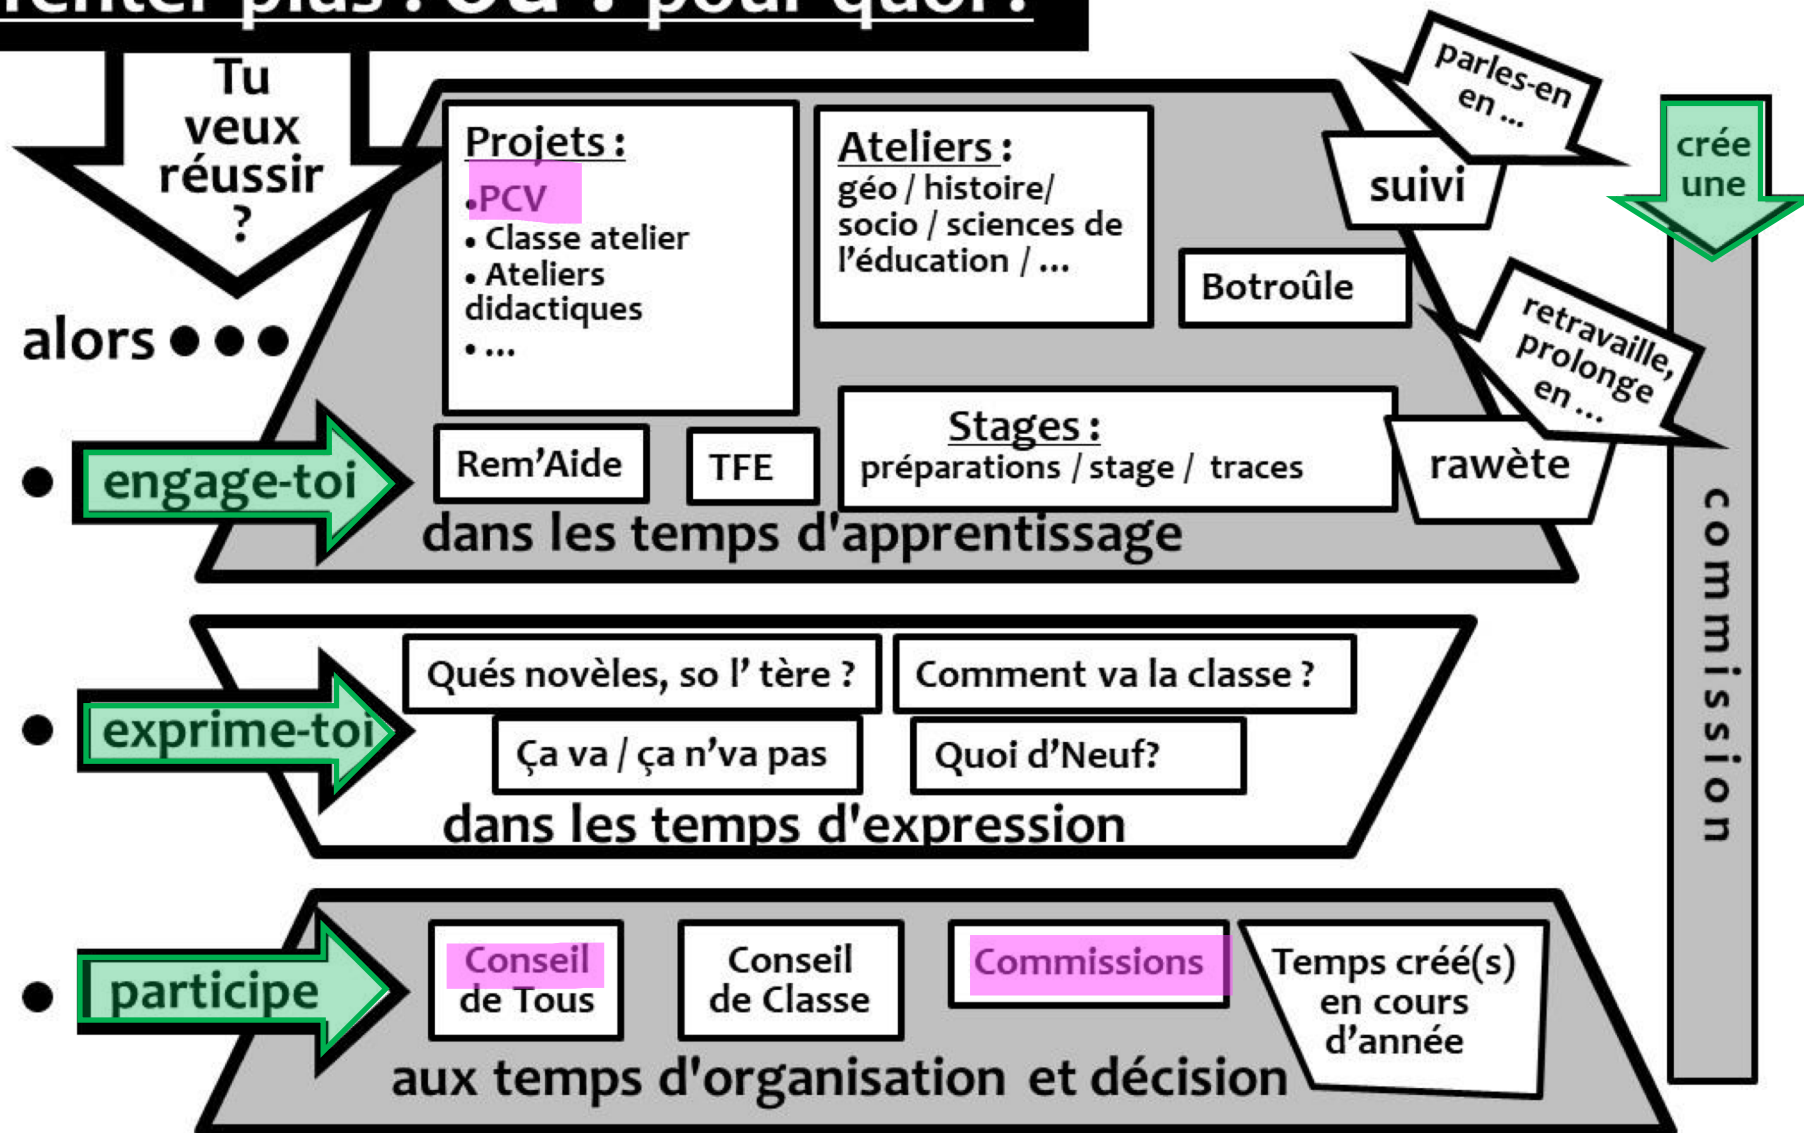 plus ? où ? pour quoi ?
Tu
veux
réussir
?
alors •••
Projets :
•PCV
• Classe atelier
• Ateliers
didactiques
• ...
Ateliers :
géo / histoire/
socio / sciences de
l'éducation / ...
Botroûle
parles-en
en ...
suivi
crée
une
commission
retravaille,
prolonge
en ...
rawète
• engage-toi
Rem'Aide
TFE
Stages :
préparations / stage / traces
dans les temps d'apprentissage
• exprime-toi
Qués novèles, so l' tère ?
Comment va la classe ?
Ça va / ça n'va pas
Quoi d'Neuf?
dans les temps d'expression
• participe
Conseil
de Tous
Conseil
de Classe
Commissions
Temps créé(s)
en cours
d'année
aux temps d'organisation et décision